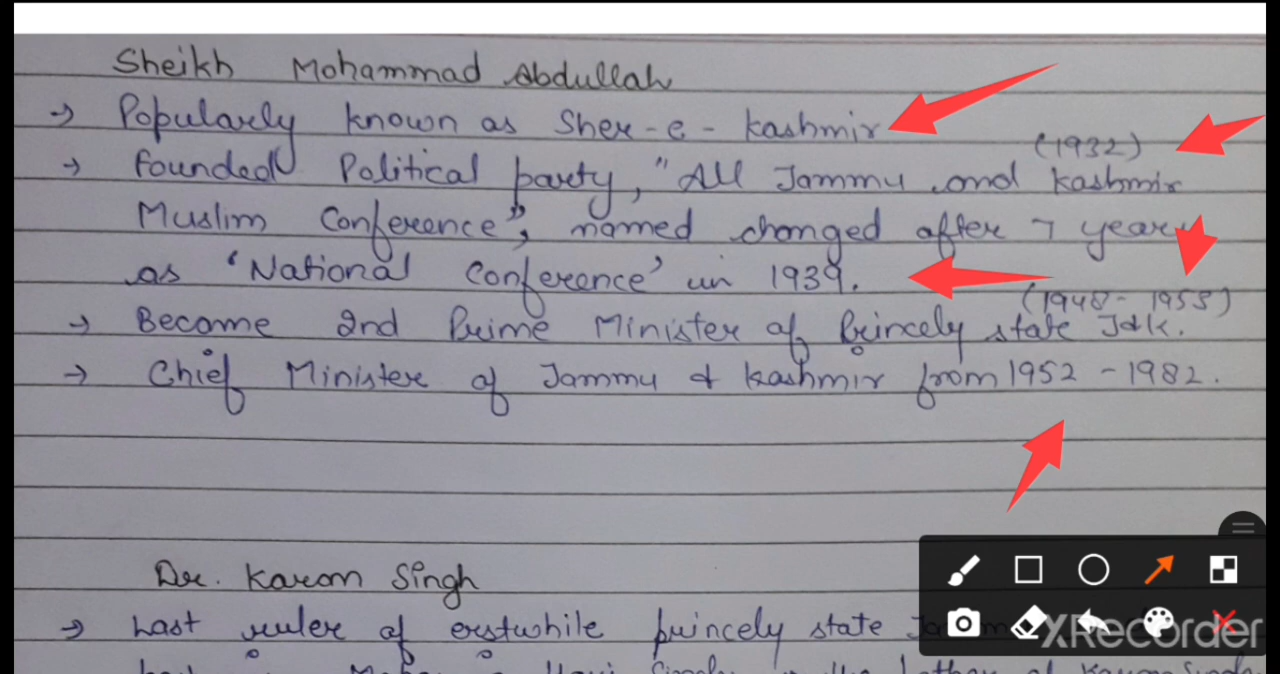 Sheikh Mohammad Abdullah
→ Popularly known as Sher-e-Kashmir
(1932)
→ founded Political party, "All Jammu and Kashmir
Muslim Conference", named changed after 7 years
as 'National Conference' in 1939.
(1948-1953)
→ Become 2nd Prime Minister of Princely state J&K.
→ Chief Minister of Jammu & Kashmir from 1952-1982.
Dr. Karan Singh
→ Last ruler of erstwhile princely state
XRecorder